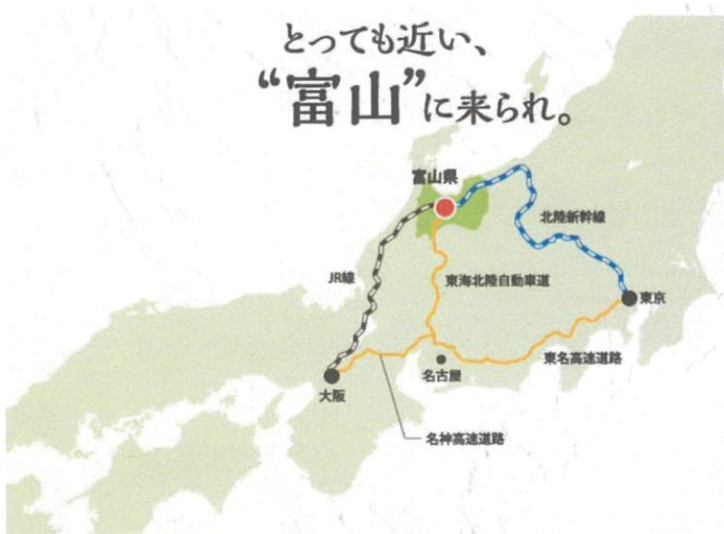 とっても近い、
“富山”に来られ。
富山県
北陸新幹線
JR線
東海北陸自動車道
東京
東名高速道路
名古屋
大阪
名神高速道路